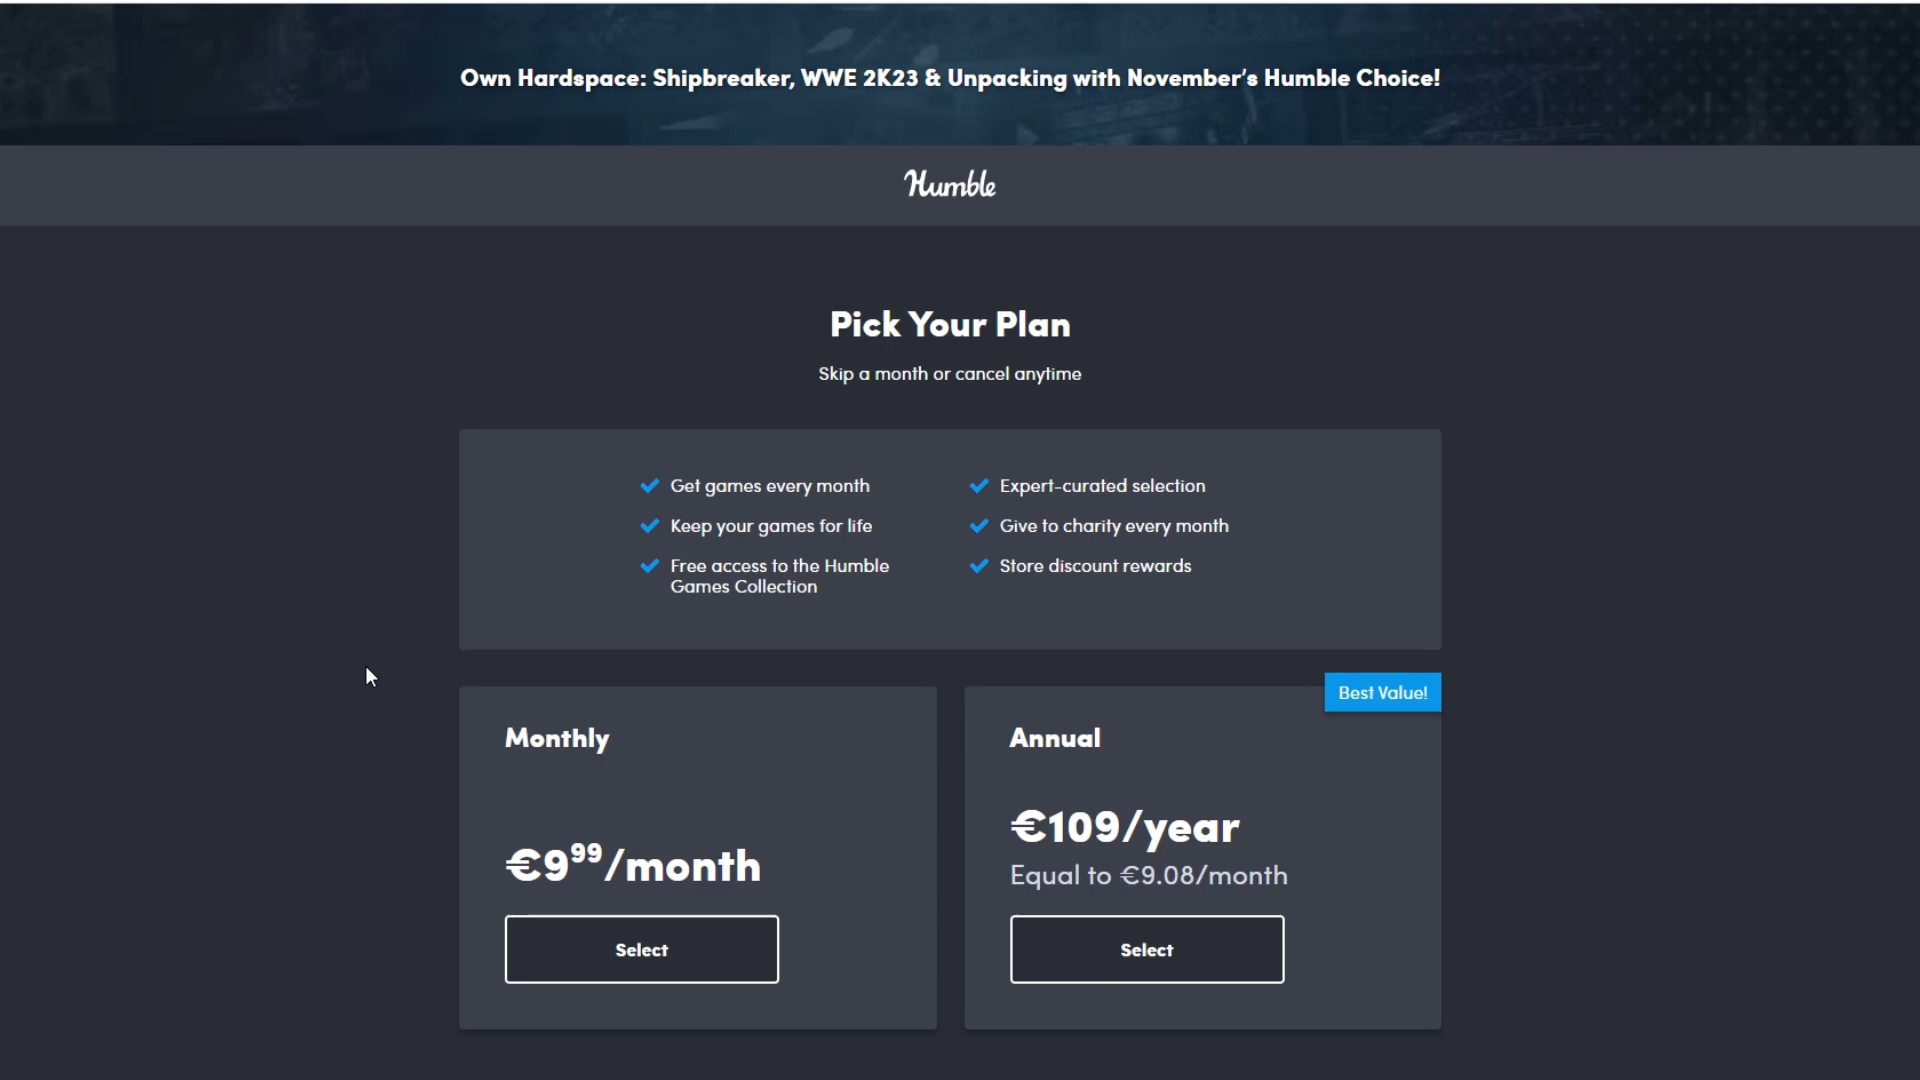 Own Hardspace: Shipbreaker, WWE 2K23 & Unpacking with November's Humble Choice!
Humble
Pick Your Plan
Skip a month or cancel anytime
Get games every month
Keep your games for life
Free access to the Humble
Games Collection
Expert-curated selection
Give to charity every month
Store discount rewards
Monthly
€9⁹⁹/month
Select
Best Value!
Annual
€109/year
Equal to €9.08/month
Select